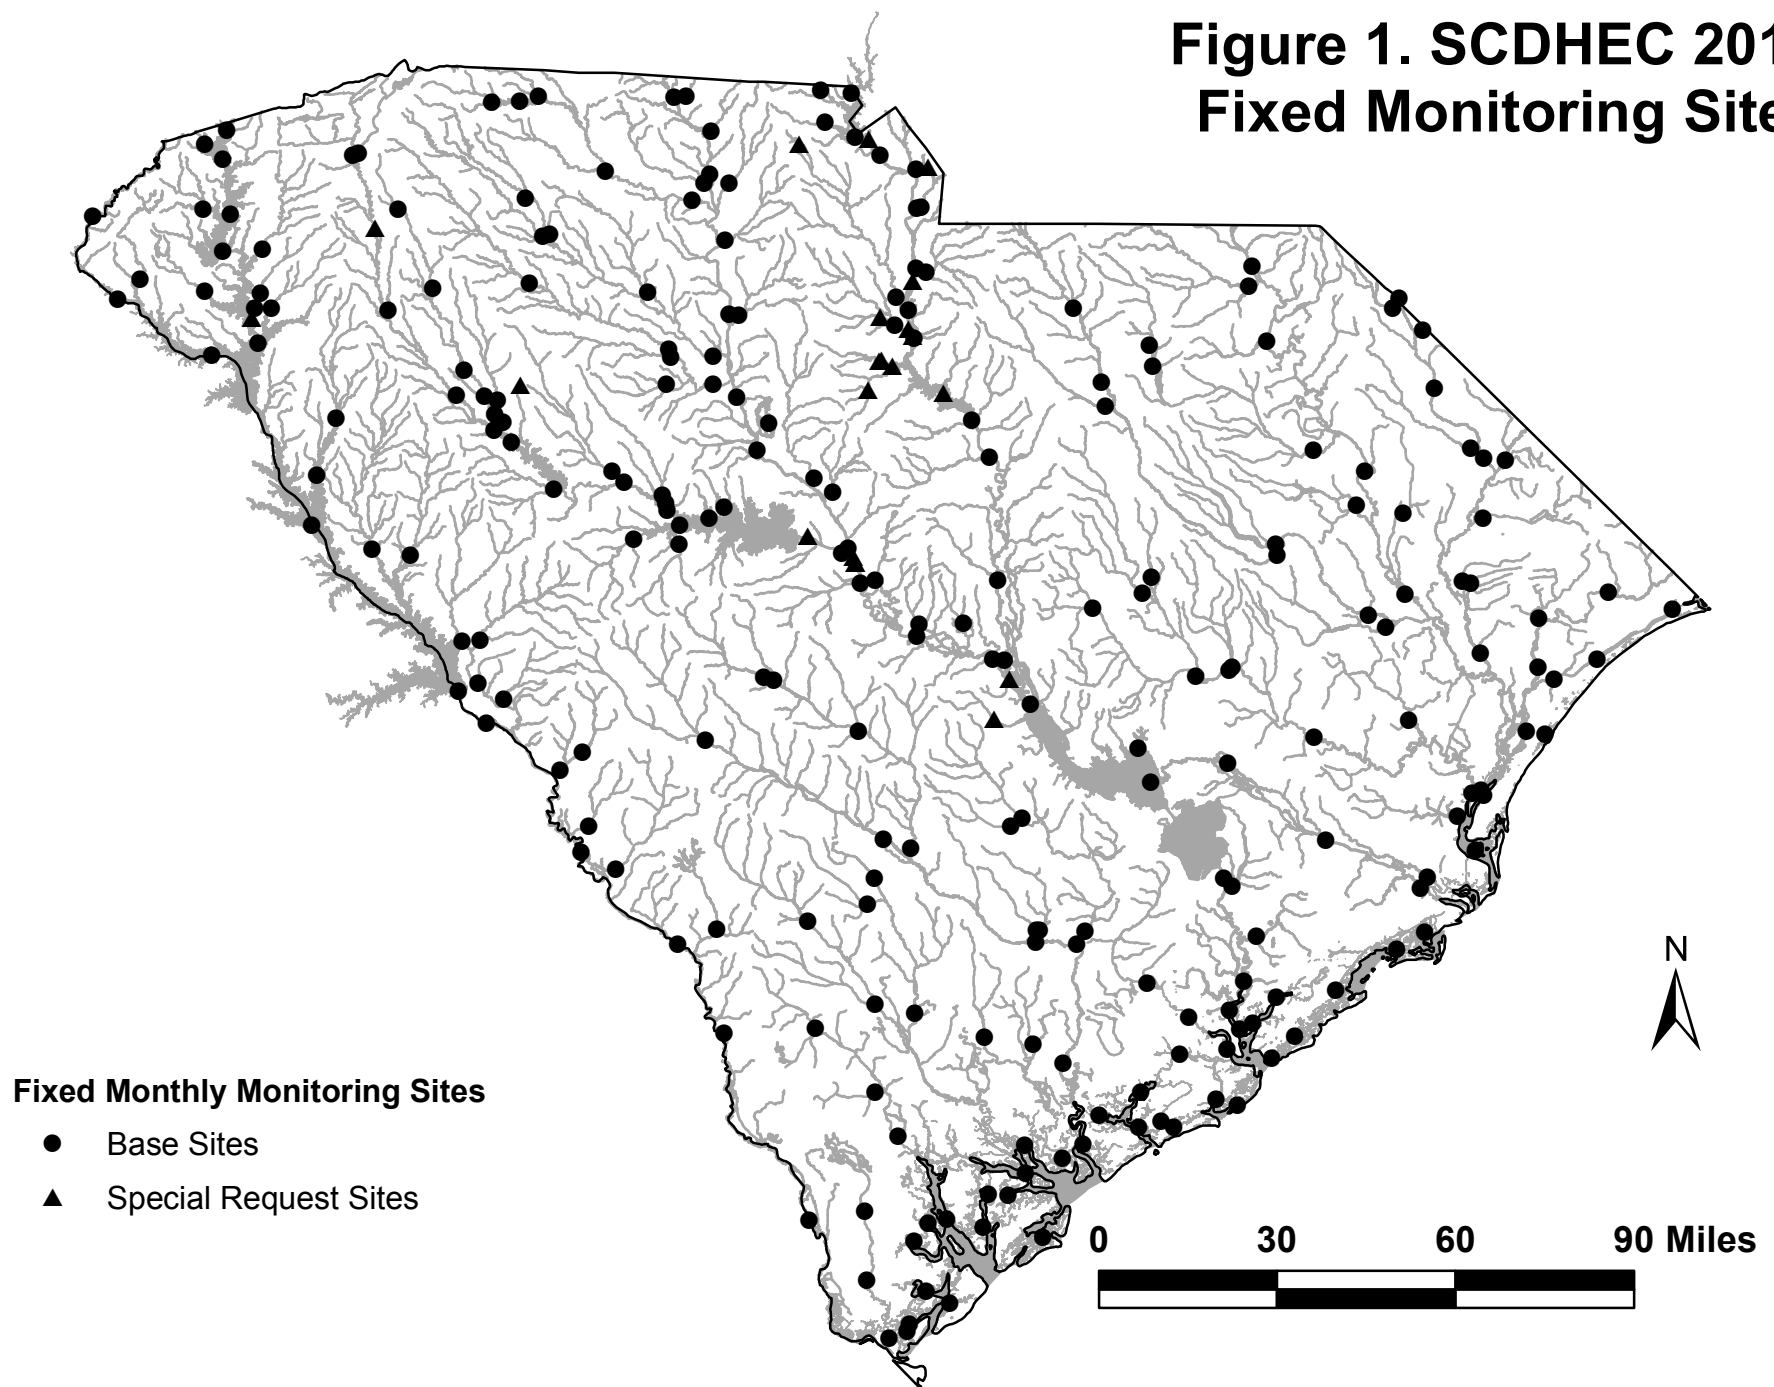 Figure 1. SCDHEC 201
Fixed Monitoring Site
N
Fixed Monthly Monitoring Sites
Base Sites
Special Request Sites
0 30 60 90 Miles